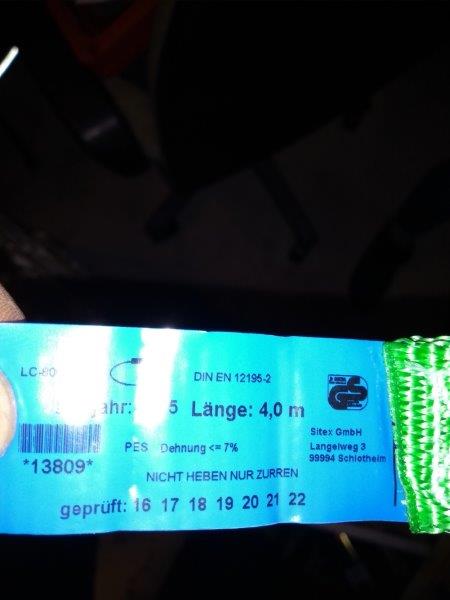 DIN EN 12195-2
Länge: 4,0 m
Sitex GmbH
Langelweg 3
99994 Schlotheim
*13809*
PES Dehnung <= 7%
NICHT HEBEN NUR ZURREN
geprüft: 16 17 18 19 20 21 22